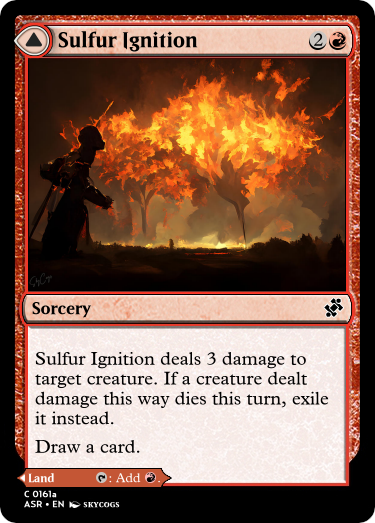 Sulfur Ignition 2
Sorcery
Sulfur Ignition deals 3 damage to
target creature. If a creature dealt
damage this way dies this turn, exile
it instead.
Draw a card.
Land : Add .
C 0161a
ASR • EN SKYCOGS